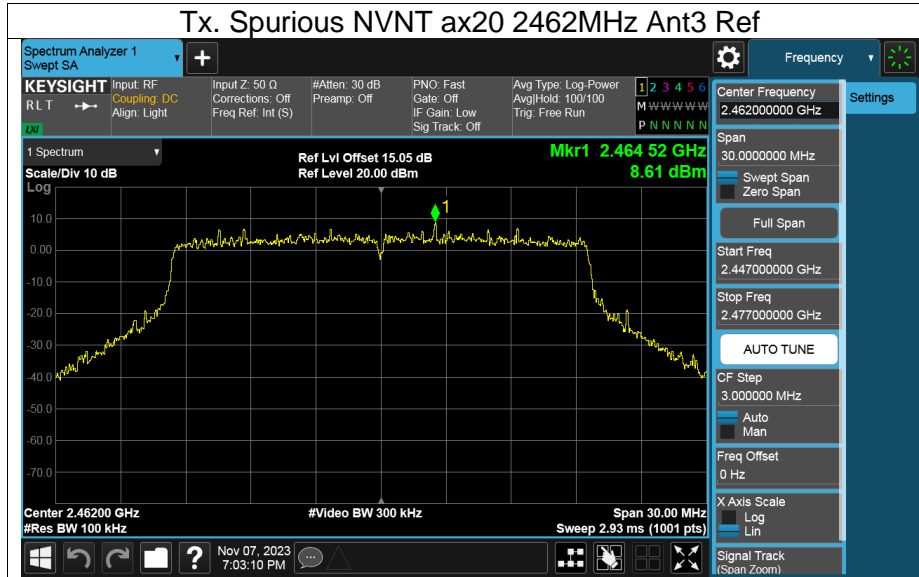 Tx. Spurious NVNT ax20 2462MHz Ant3 Ref
Spectrum Analyzer 1
Swept SA
Frequency
KEYSIGHT
R L T
LXI
Input: RF
Coupling: DC
Align: Light
Input Z: 50 Ω
Corrections: Off
Freq Ref: Int (S)
#Atten: 30 dB
Preamp: Off
PNO: Fast
Gate: Off
IF Gain: Low
Sig Track: Off
Avg Type: Log-Power
Avg|Hold: 100/100
Trig: Free Run
1 2 3 4 5 6
M W W W W W
P N N N N N
1 Spectrum
Scale/Div 10 dB
Log
Ref Lvl Offset 15.05 dB
Ref Level 20.00 dBm
Mkr1 2.464 52 GHz
8.61 dBm
1
10.0
0.00
-10.0
-20.0
-30.0
-40.0
-50.0
-60.0
-70.0
Center 2.46200 GHz
#Res BW 100 kHz
#Video BW 300 kHz
Span 30.00 MHz
Sweep 2.93 ms (1001 pts)
Center Frequency
2.462000000 GHz
Settings
Span
30.0000000 MHz
Swept Span
Zero Span
Full Span
Start Freq
2.447000000 GHz
Stop Freq
2.477000000 GHz
AUTO TUNE
CF Step
3.000000 MHz
Auto
Man
Freq Offset
0 Hz
X Axis Scale
Log
Lin
Signal Track
(Span Zoom)
?
Nov 07, 2023
7:03:10 PM